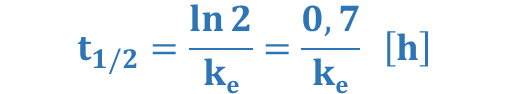 t₁/₂ = ln 2 / kₑ = 0,7 / kₑ [h]